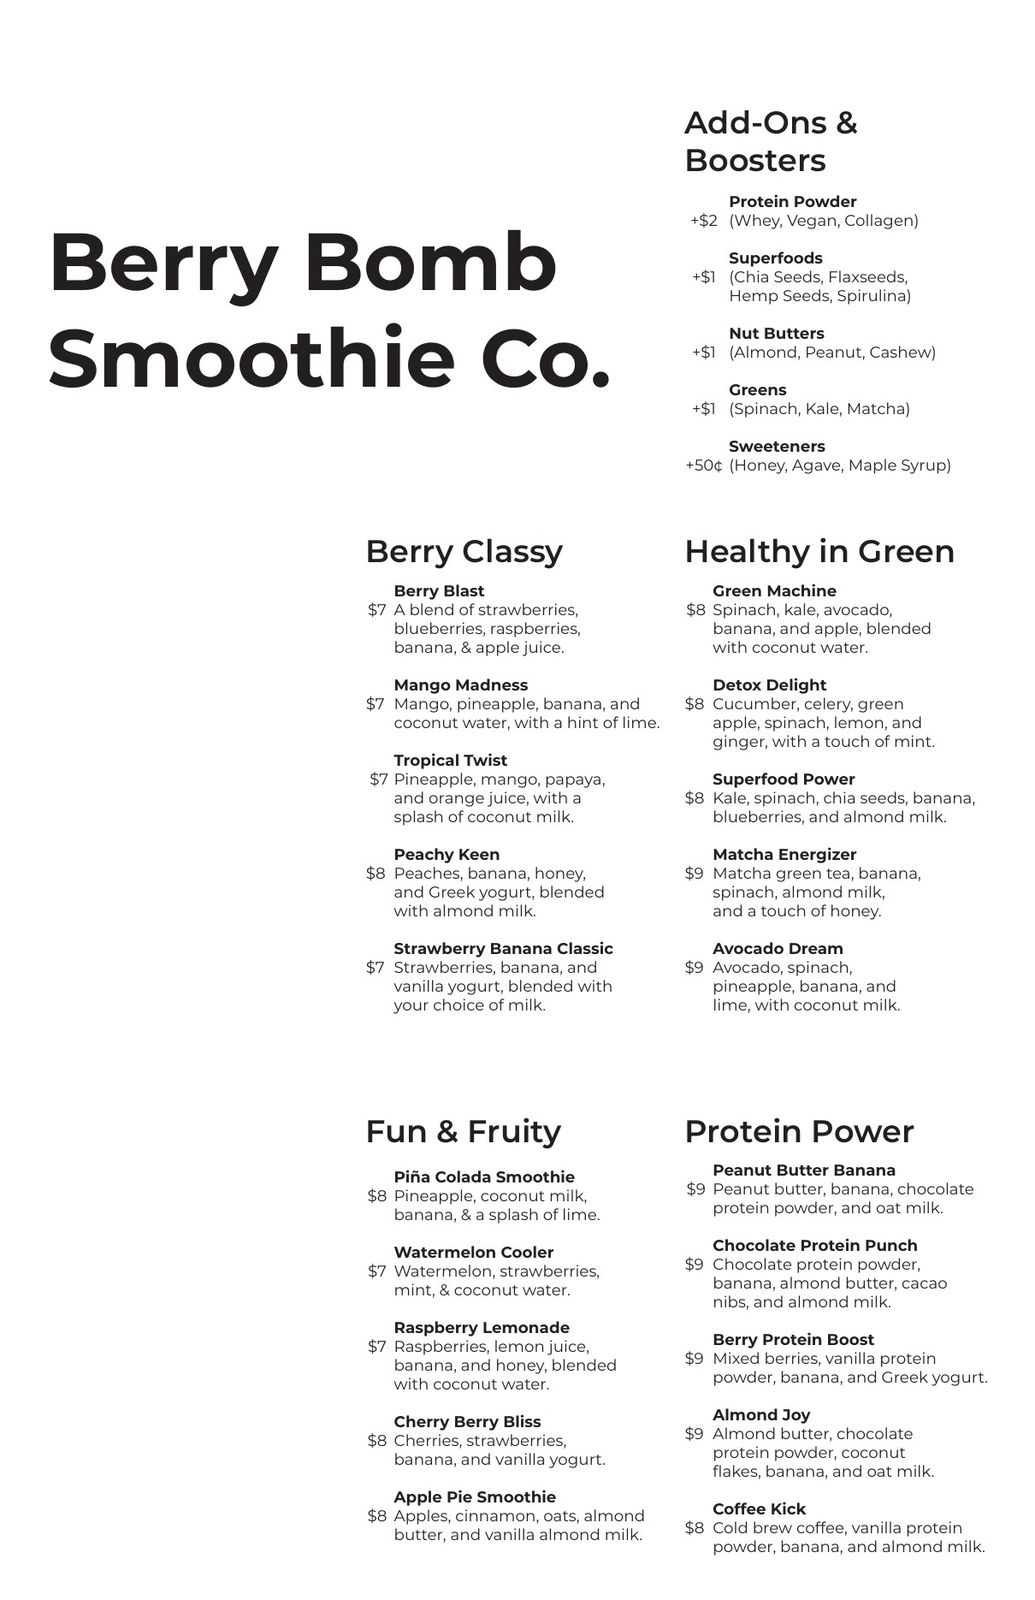 Berry Bomb
Smoothie Co.
Add-Ons &
Boosters
Protein Powder
+$2 (Whey, Vegan, Collagen)
Superfoods
+$1 (Chia Seeds, Flaxseeds,
Hemp Seeds, Spirulina)
Nut Butters
+$1 (Almond, Peanut, Cashew)
Greens
+$1 (Spinach, Kale, Matcha)
Sweeteners
+50¢ (Honey, Agave, Maple Syrup)
Berry Classy
Berry Blast
$7 A blend of strawberries,
blueberries, raspberries,
banana, & apple juice.
Mango Madness
$7 Mango, pineapple, banana, and
coconut water, with a hint of lime.
Tropical Twist
$7 Pineapple, mango, papaya,
and orange juice, with a
splash of coconut milk.
Peachy Keen
$8 Peaches, banana, honey,
and Greek yogurt, blended
with almond milk.
Strawberry Banana Classic
$7 Strawberries, banana, and
vanilla yogurt, blended with
your choice of milk.
Healthy in Green
Green Machine
$8 Spinach, kale, avocado,
banana, and apple, blended
with coconut water.
Detox Delight
$8 Cucumber, celery, green
apple, spinach, lemon, and
ginger, with a touch of mint.
Superfood Power
$8 Kale, spinach, chia seeds, banana,
blueberries, and almond milk.
Matcha Energizer
$9 Matcha green tea, banana,
spinach, almond milk,
and a touch of honey.
Avocado Dream
$9 Avocado, spinach,
pineapple, banana, and
lime, with coconut milk.
Fun & Fruity
Piña Colada Smoothie
$8 Pineapple, coconut milk,
banana, & a splash of lime.
Watermelon Cooler
$7 Watermelon, strawberries,
mint, & coconut water.
Raspberry Lemonade
$7 Raspberries, lemon juice,
banana, and honey, blended
with coconut water.
Cherry Berry Bliss
$8 Cherries, strawberries,
banana, and vanilla yogurt.
Apple Pie Smoothie
$8 Apples, cinnamon, oats, almond
butter, and vanilla almond milk.
Protein Power
Peanut Butter Banana
$9 Peanut butter, banana, chocolate
protein powder, and oat milk.
Chocolate Protein Punch
$9 Chocolate protein powder,
banana, almond butter, cacao
nibs, and almond milk.
Berry Protein Boost
$9 Mixed berries, vanilla protein
powder, banana, and Greek yogurt.
Almond Joy
$9 Almond butter, chocolate
protein powder, coconut
flakes, banana, and oat milk.
Coffee Kick
$8 Cold brew coffee, vanilla protein
powder, banana, and almond milk.